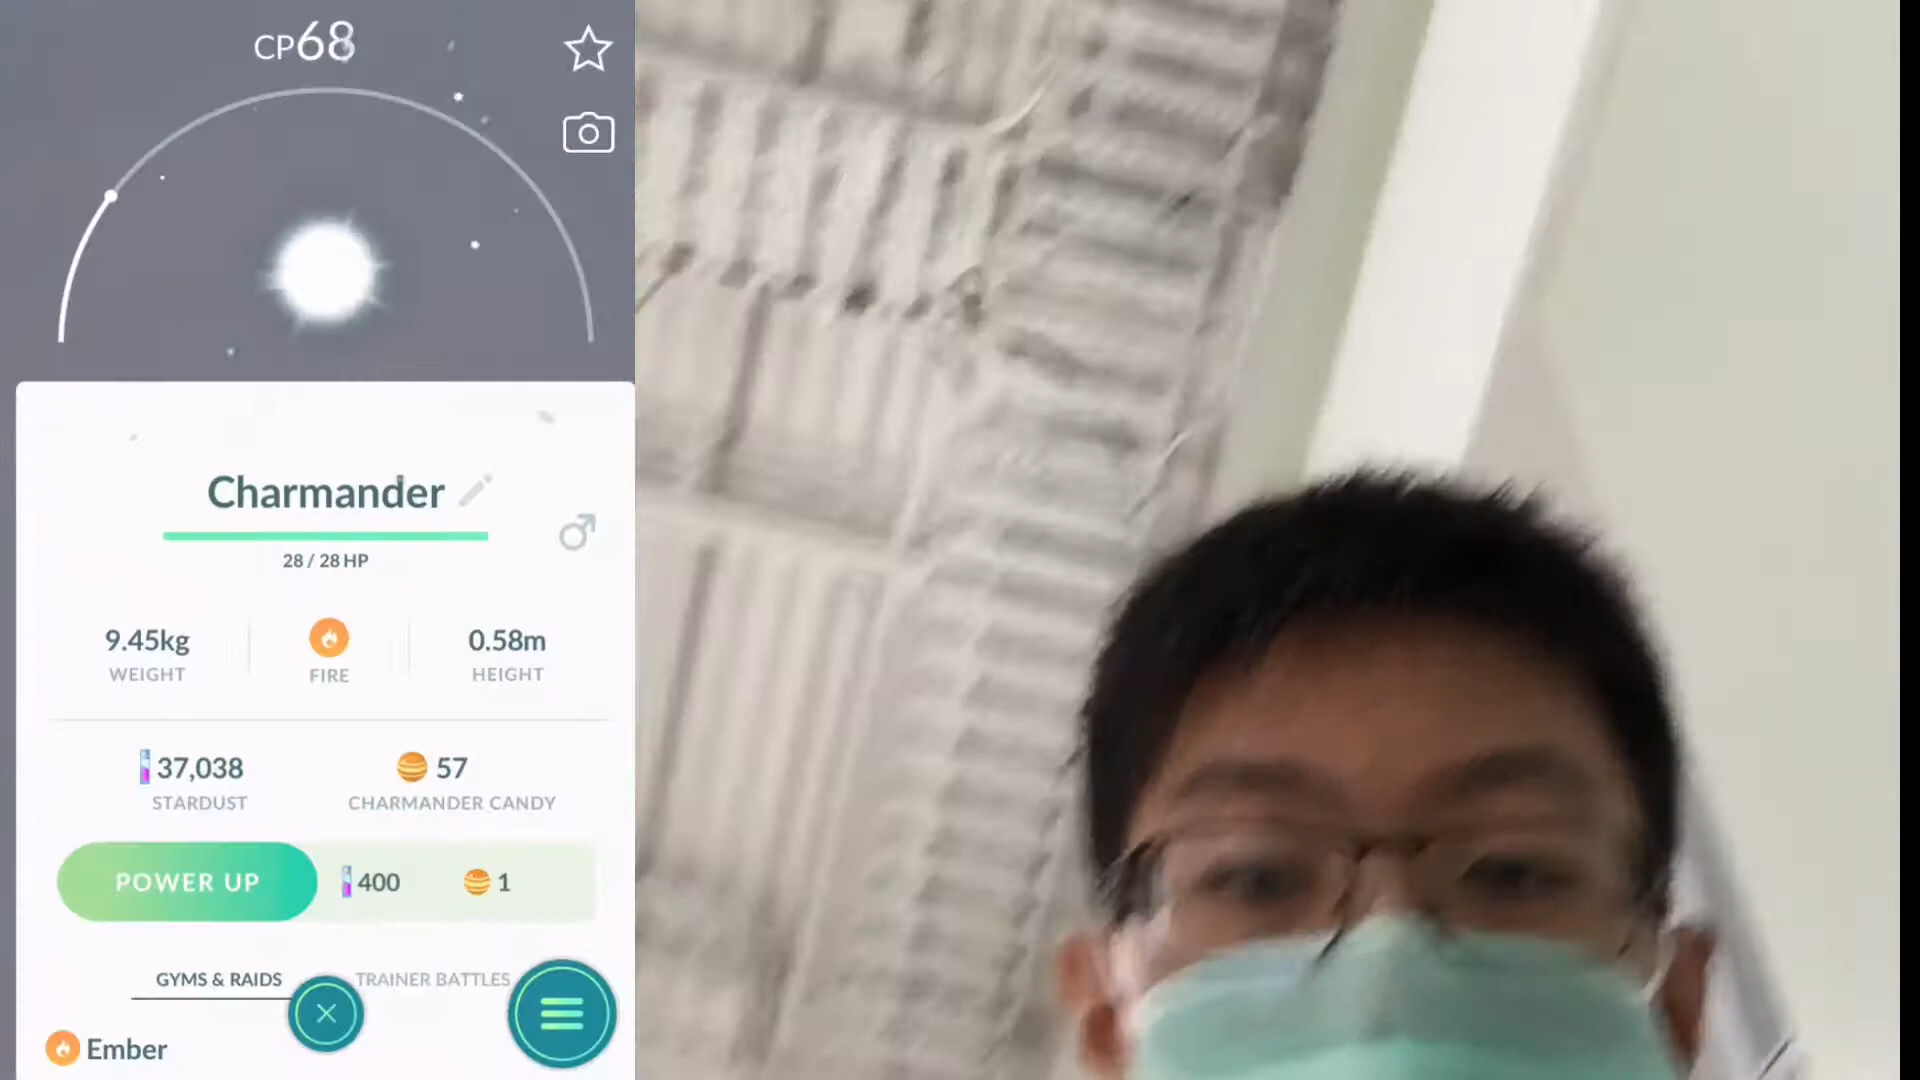 CP68
Charmander
28 / 28 HP
9.45kg
WEIGHT
FIRE
0.58m
HEIGHT
37,038
STARDUST
57
CHARMANDER CANDY
POWER UP
400
1
GYMS & RAIDS
TRAINER BATTLES
Ember